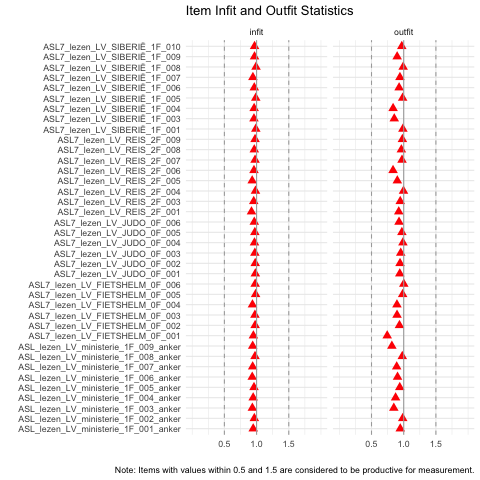 Item Infit and Outfit Statistics
infit outfit
ASL7_lezen_LV_SIBERIË_1F_010
ASL7_lezen_LV_SIBERIË_1F_009
ASL7_lezen_LV_SIBERIË_1F_008
ASL7_lezen_LV_SIBERIË_1F_007
ASL7_lezen_LV_SIBERIË_1F_006
ASL7_lezen_LV_SIBERIË_1F_005
ASL7_lezen_LV_SIBERIË_1F_004
ASL7_lezen_LV_SIBERIË_1F_003
ASL7_lezen_LV_SIBERIË_1F_001
ASL7_lezen_LV_REIS_2F_009
ASL7_lezen_LV_REIS_2F_008
ASL7_lezen_LV_REIS_2F_007
ASL7_lezen_LV_REIS_2F_006
ASL7_lezen_LV_REIS_2F_005
ASL7_lezen_LV_REIS_2F_004
ASL7_lezen_LV_REIS_2F_003
ASL7_lezen_LV_REIS_2F_001
ASL7_lezen_LV_JUDO_0F_006
ASL7_lezen_LV_JUDO_0F_005
ASL7_lezen_LV_JUDO_0F_004
ASL7_lezen_LV_JUDO_0F_003
ASL7_lezen_LV_JUDO_0F_002
ASL7_lezen_LV_JUDO_0F_001
ASL7_lezen_LV_FIETSHELM_0F_006
ASL7_lezen_LV_FIETSHELM_0F_005
ASL7_lezen_LV_FIETSHELM_0F_004
ASL7_lezen_LV_FIETSHELM_0F_003
ASL7_lezen_LV_FIETSHELM_0F_002
ASL7_lezen_LV_FIETSHELM_0F_001
ASL_lezen_LV_ministerie_1F_009_anker
ASL_lezen_LV_ministerie_1F_008_anker
ASL_lezen_LV_ministerie_1F_007_anker
ASL_lezen_LV_ministerie_1F_006_anker
ASL_lezen_LV_ministerie_1F_005_anker
ASL_lezen_LV_ministerie_1F_004_anker
ASL_lezen_LV_ministerie_1F_003_anker
ASL_lezen_LV_ministerie_1F_002_anker
ASL_lezen_LV_ministerie_1F_001_anker
0.5 1.0 1.5 0.5 1.0 1.5
Note: Items with values within 0.5 and 1.5 are considered to be productive for measurement.